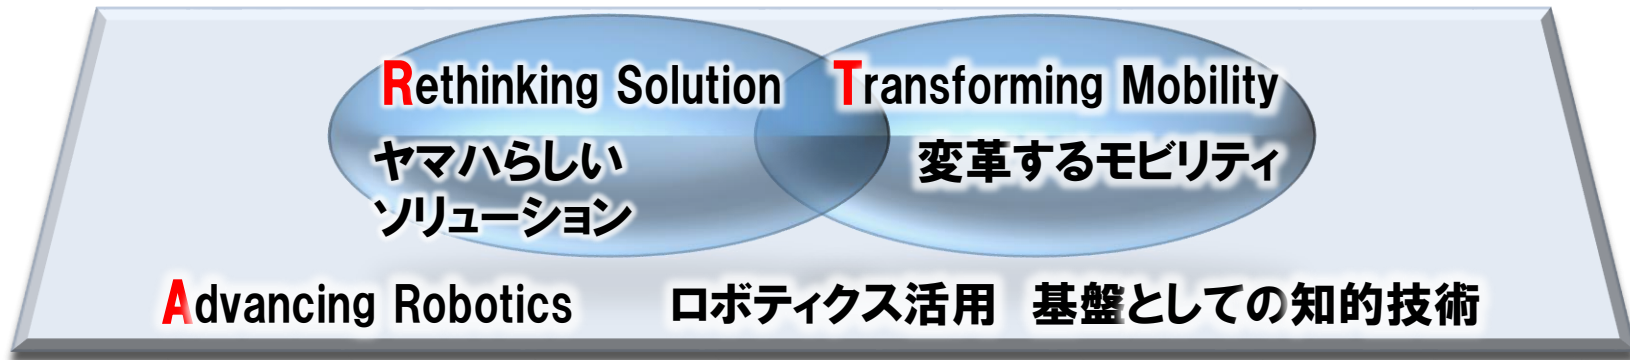 Rethinking Solution
ヤマハらしい
ソリューション
Transforming Mobility
変革するモビリティ
Advancing Robotics ロボティクス活用 基盤としての知的技術